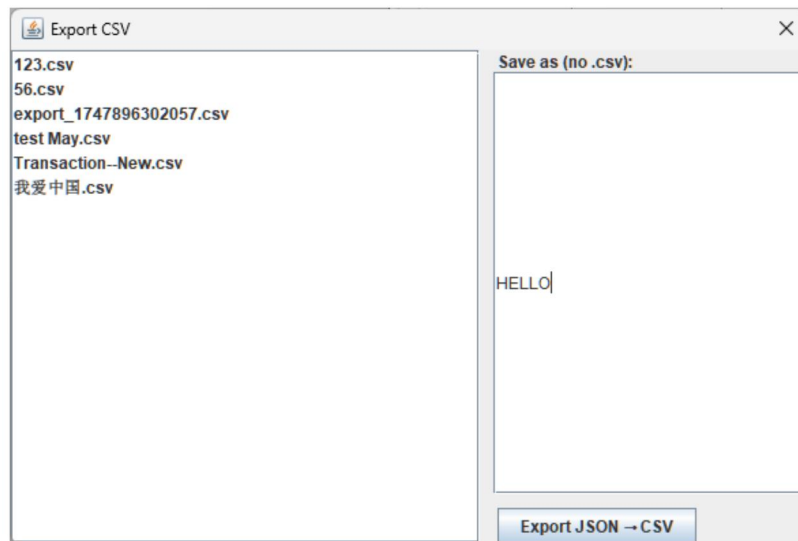 Export CSV
123.csv
56.csv
export_1747896302057.csv
test May.csv
Transaction--New.csv
我爱中国.csv
Save as (no .csv):
HELLO
Export JSON →CSV